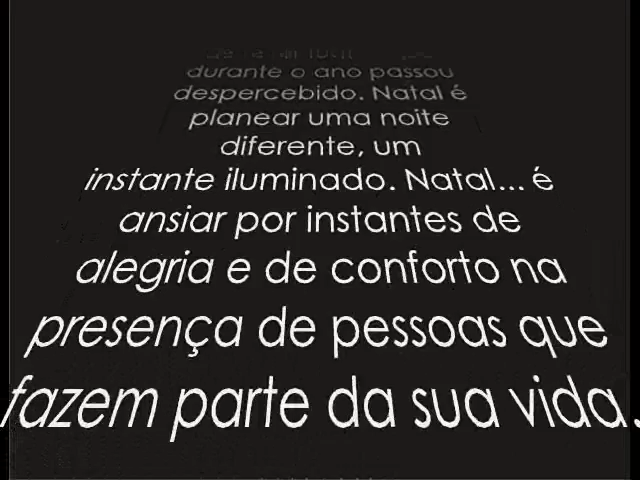 durante o ano passou
despercebido. Natal é
planear uma noite
diferente, um
instante iluminado. Natal... é
ansiar por instantes de
alegria e de conforto na
presença de pessoas que
fazem parte da sua vida.